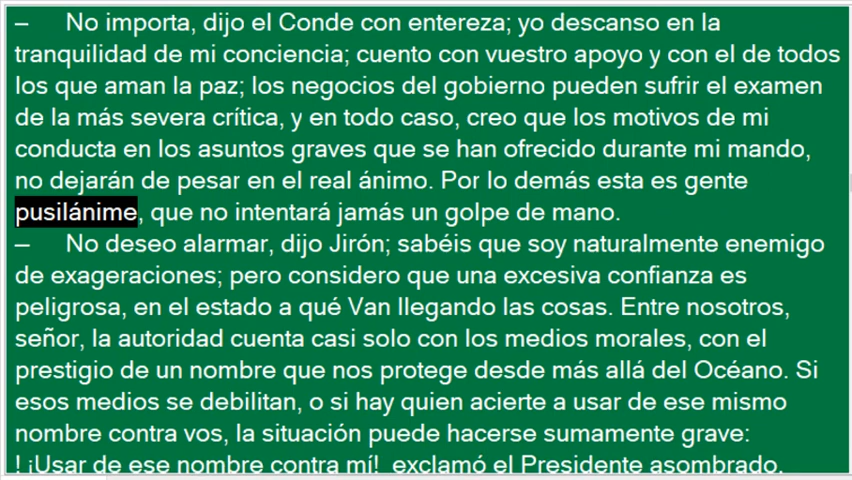 – No importa, dijo el Conde con entereza; yo descanso en la
tranquilidad de mi conciencia; cuento con vuestro apoyo y con el de todos
los que aman la paz; los negocios del gobierno pueden sufrir el examen
de la más severa crítica, y en todo caso, creo que los motivos de mi
conducta en los asuntos graves que se han ofrecido durante mi mando,
no dejarán de pesar en el real ánimo. Por lo demás esta es gente
pusilánime, que no intentará jamás un golpe de mano.
– No deseo alarmar, dijo Jirón; sabéis que soy naturalmente enemigo
de exageraciones; pero considero que una excesiva confianza es
peligrosa, en el estado a qué Van llegando las cosas. Entre nosotros,
señor, la autoridad cuenta casi solo con los medios morales, con el
prestigio de un nombre que nos protege desde más allá del Océano. Si
esos medios se debilitan, o si hay quien acierte a usar de ese mismo
nombre contra vos, la situación puede hacerse sumamente grave:
! ¡Usar de ese nombre contra mí! exclamó el Presidente asombrado.